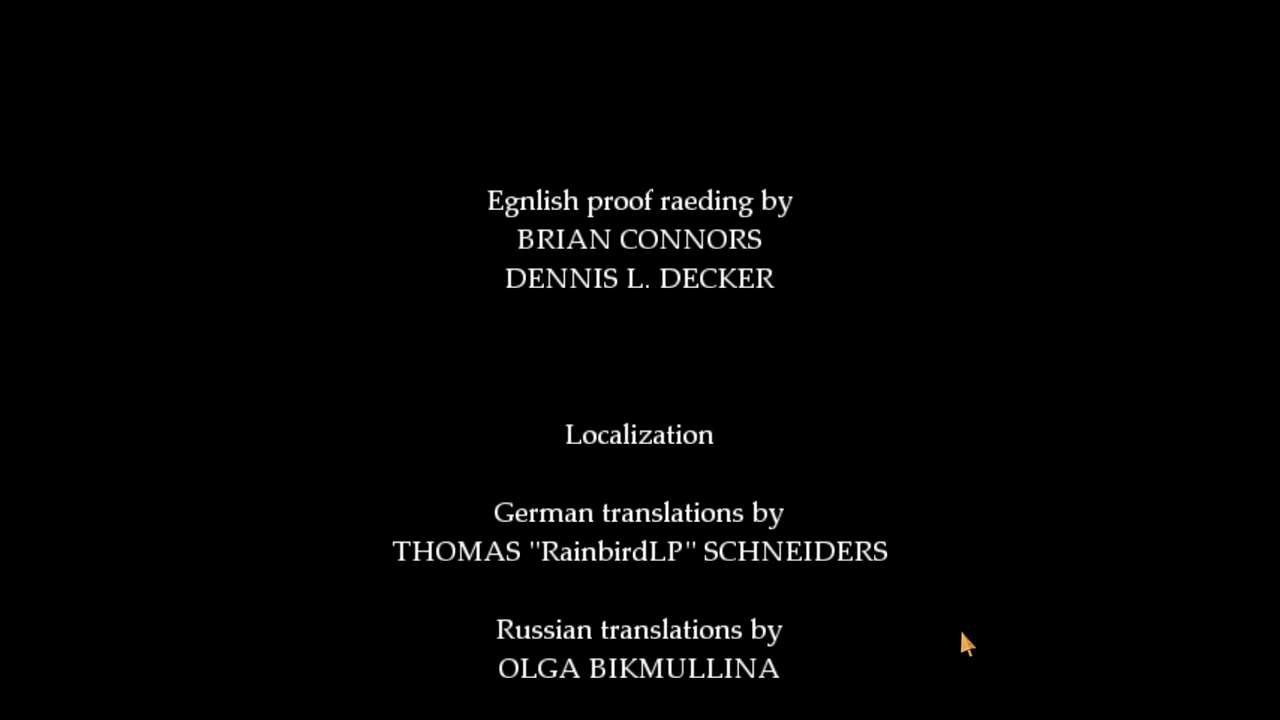 Egnlish proof raeding by
BRIAN CONNORS
DENNIS L. DECKER
Localization
German translations by
THOMAS "RainbirdLP" SCHNEIDERS
Russian translations by
OLGA BIKMULLINA